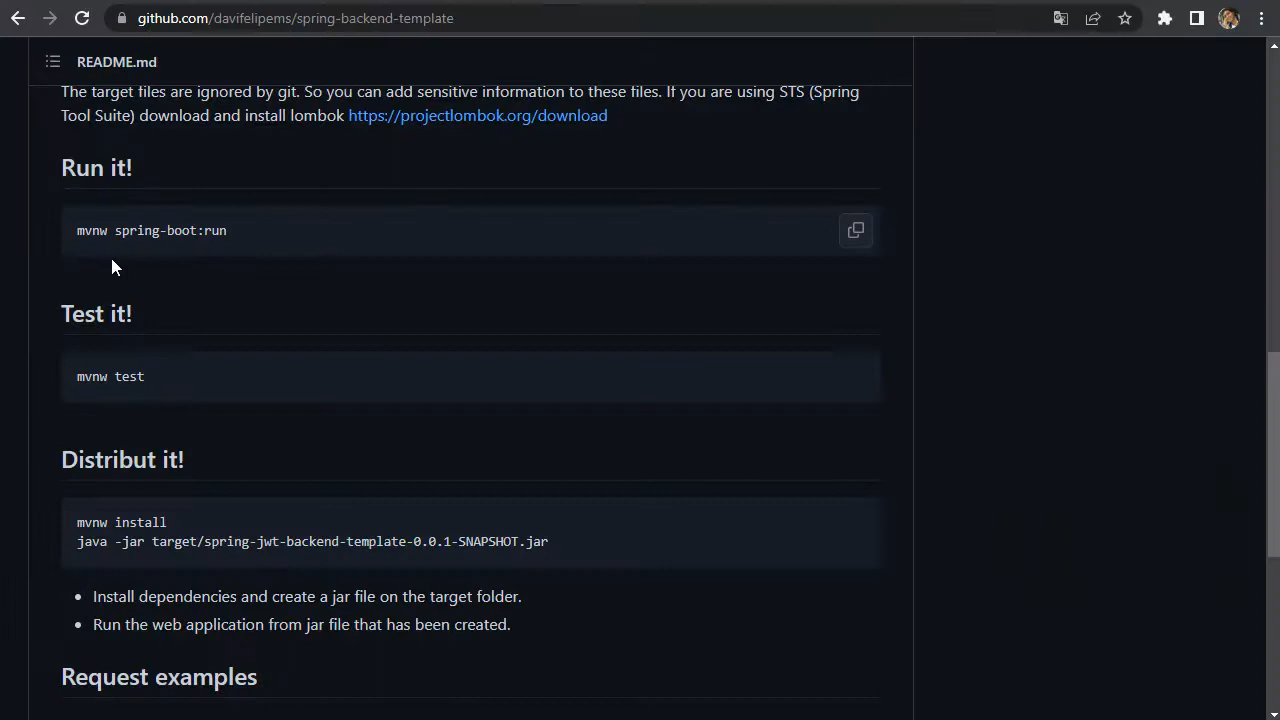 github.com/davifelipems/spring-backend-template
README.md
The target files are ignored by git. So you can add sensitive information to these files. If you are using STS (Spring
Tool Suite) download and install lombok https://projectlombok.org/download
Run it!
mvnw spring-boot:run
Test it!
mvnw test
Distribut it!
mvnw install
java -jar target/spring-jwt-backend-template-0.0.1-SNAPSHOT.jar
Install dependencies and create a jar file on the target folder.
Run the web application from jar file that has been created.
Request examples